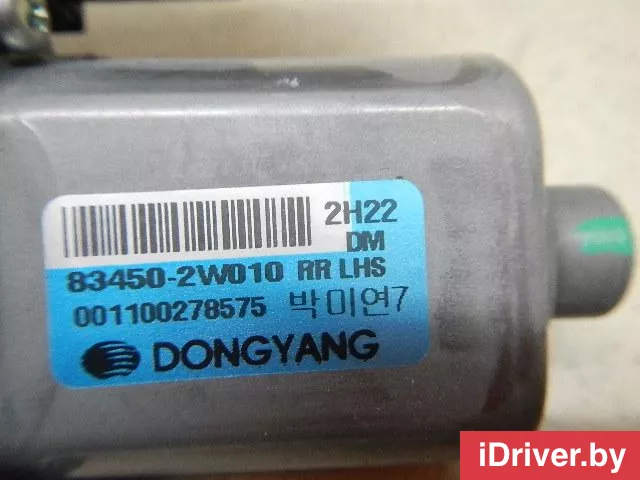 2H22
DM
83450-2W010 RR LHS
001100278575 박미연7
DONGYANG
iDriver.by